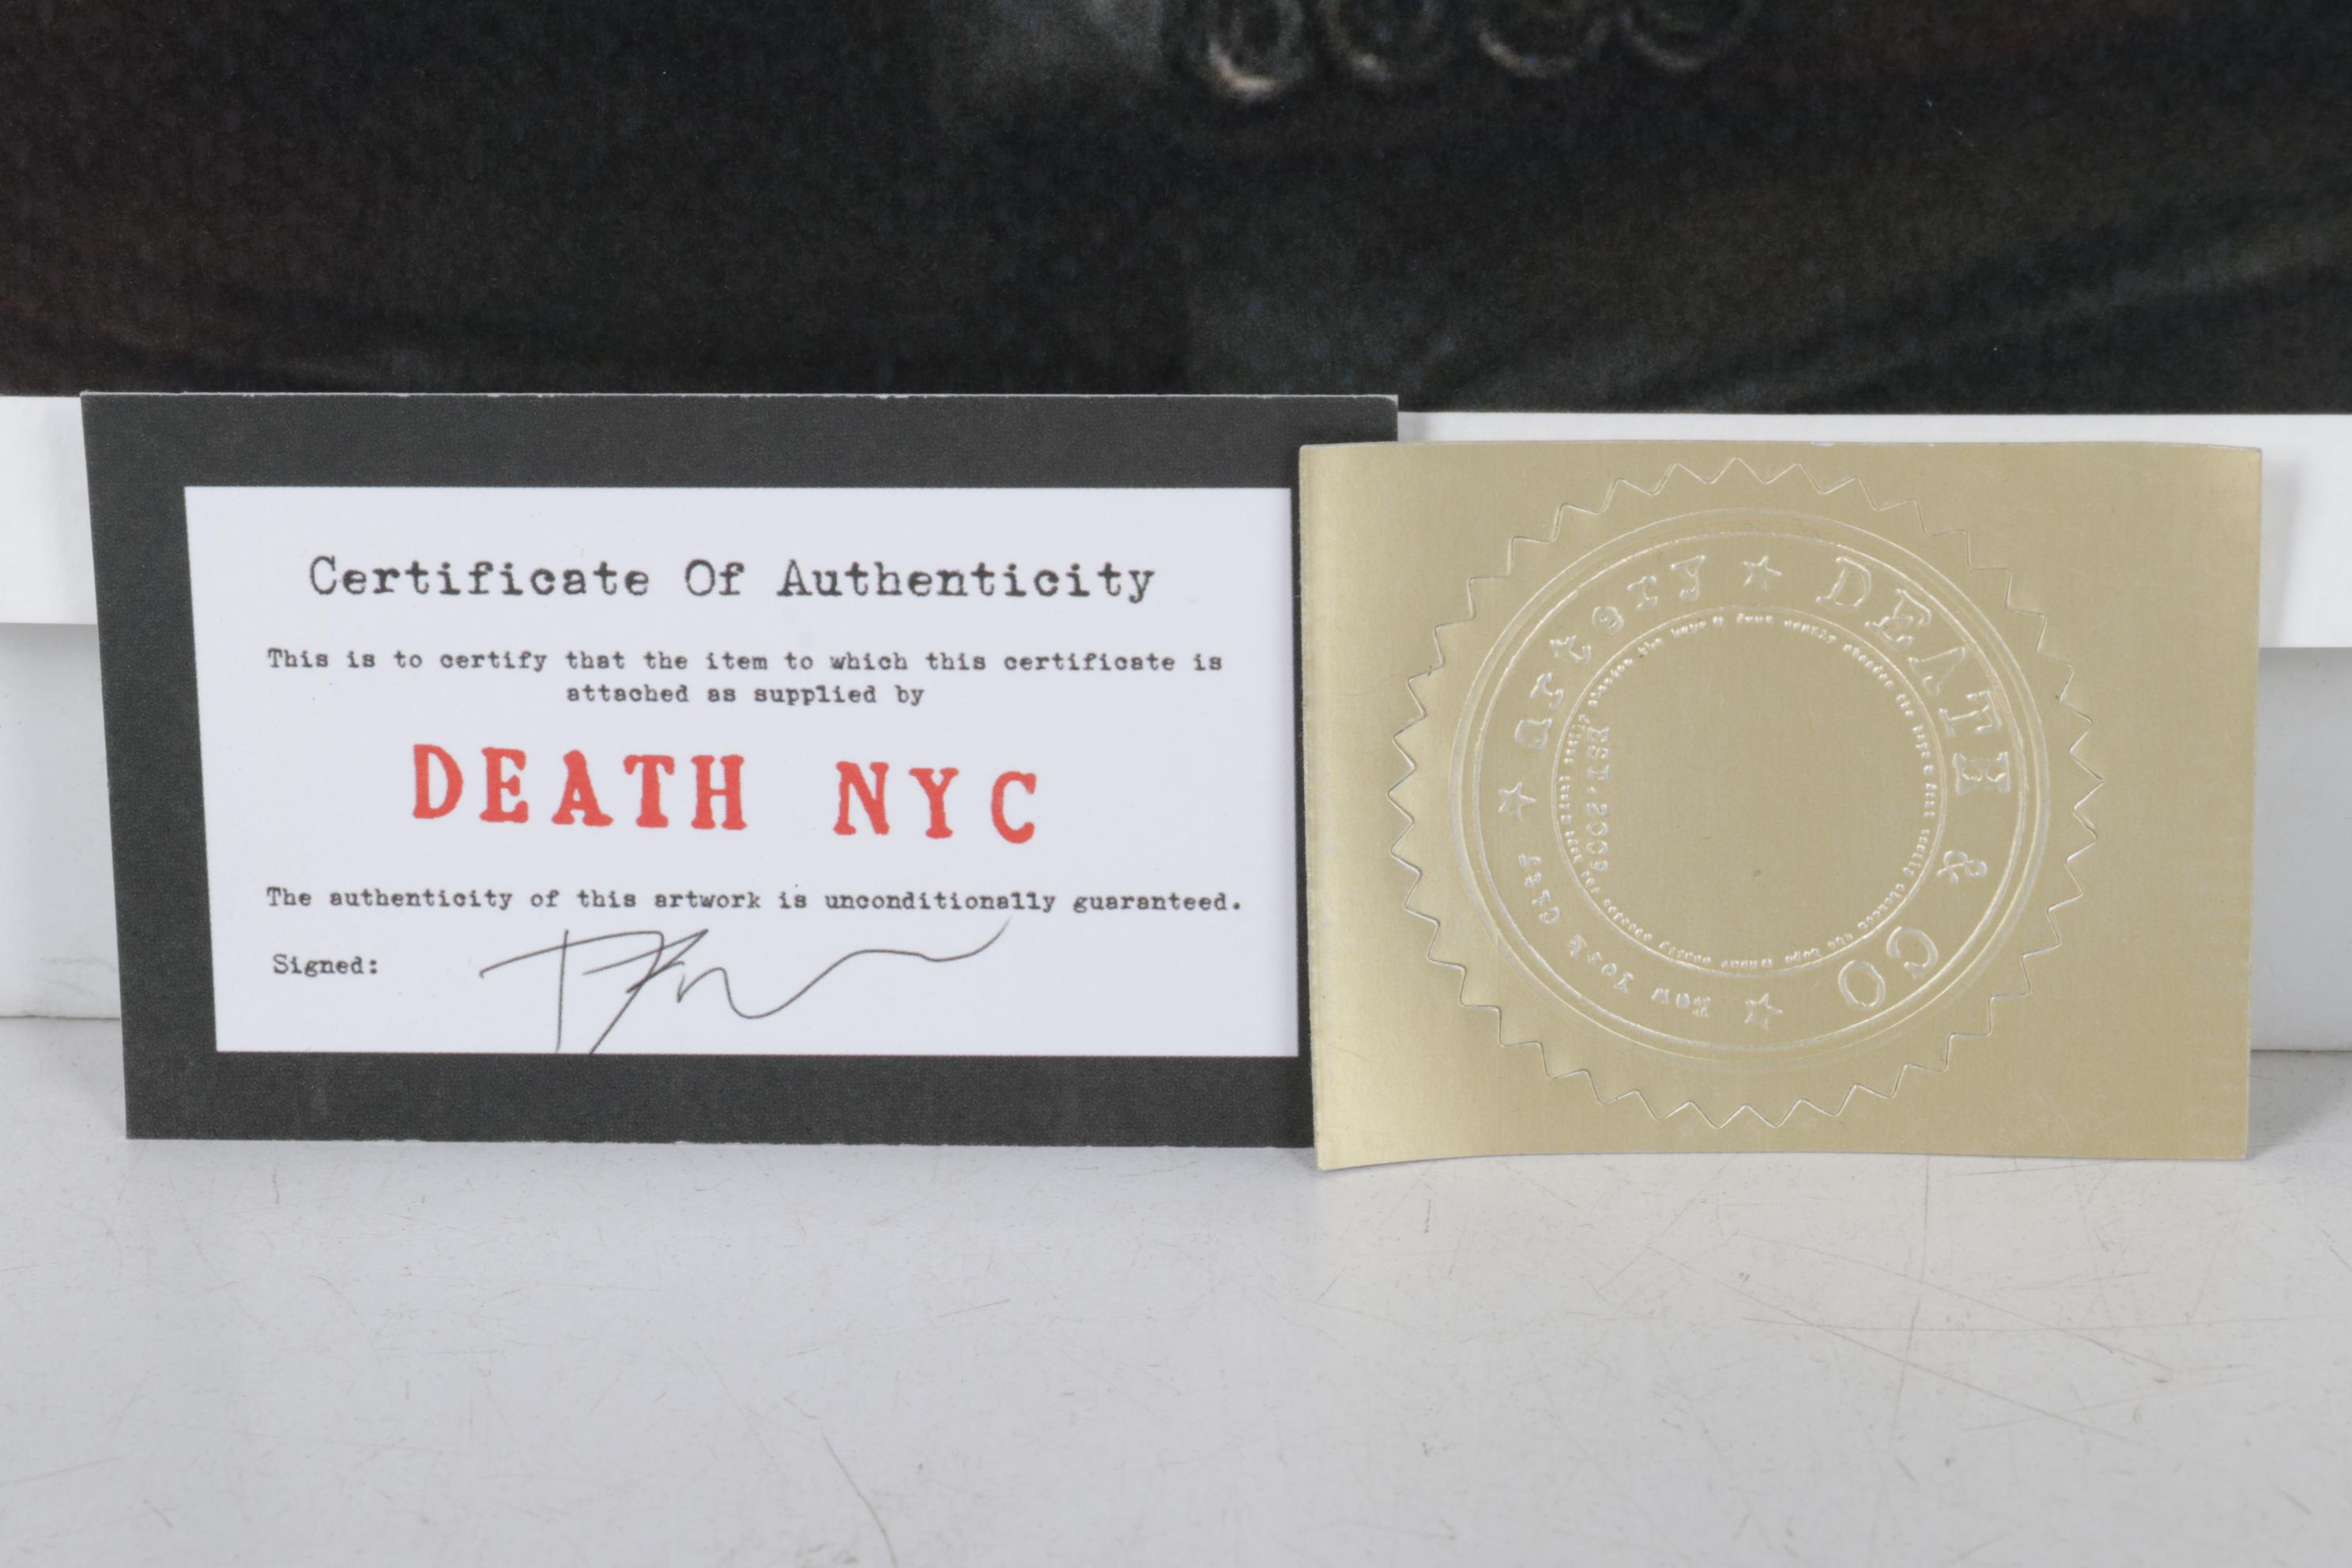 Certificate Of Authenticity
This is to certify that the item to which this certificate is
attached as supplied by
DEATH NYC
The authenticity of this artwork is unconditionally guaranteed.
Signed:
artery ★ DEATH & CO ★ New York City ★